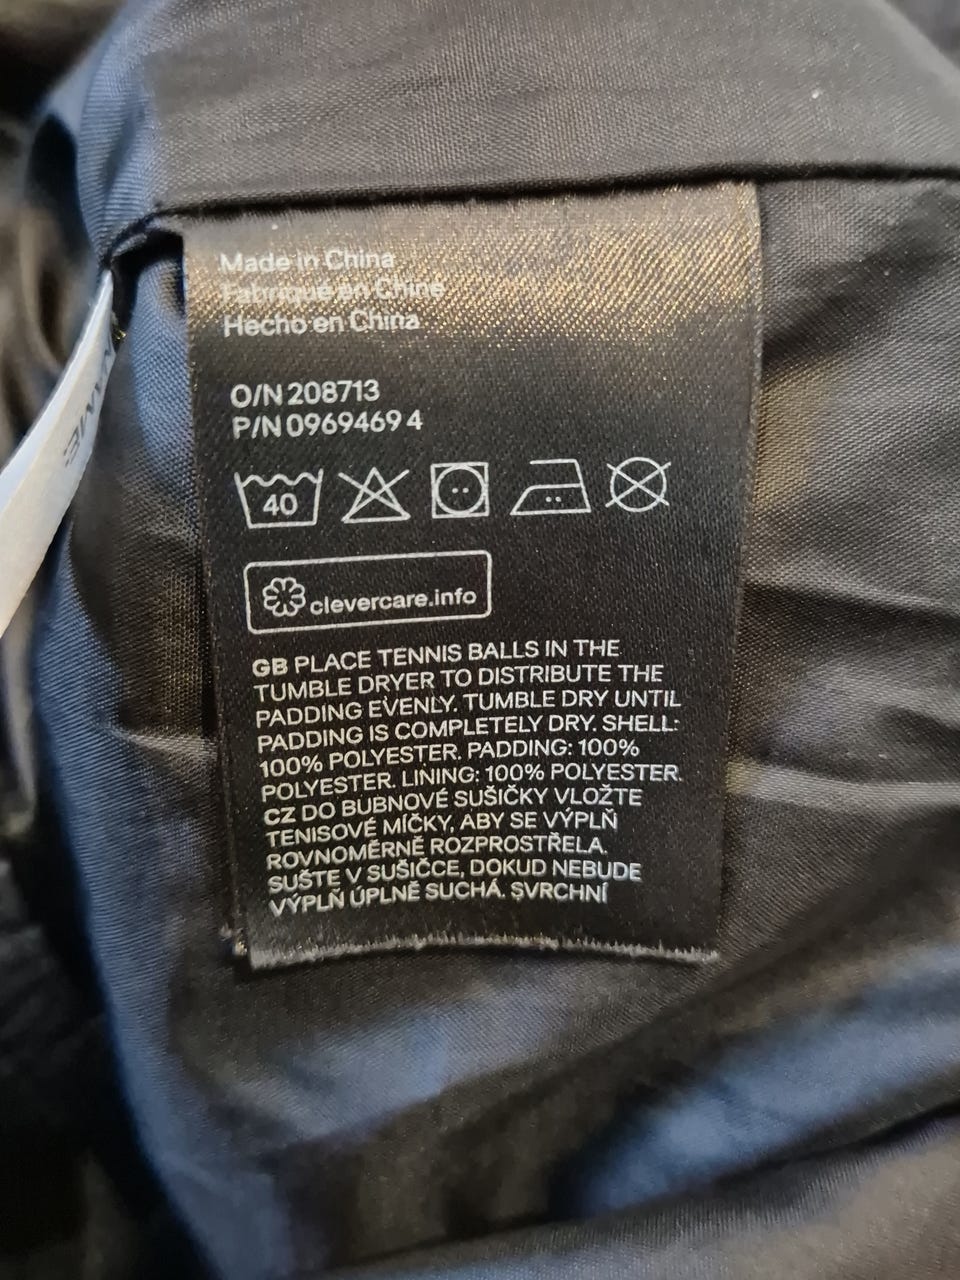 Made in China
Fabriqué en Chine
Hecho en China
O/N 208713
P/N 0969469 4
40
clevercare.info
GB PLACE TENNIS BALLS IN THE
TUMBLE DRYER TO DISTRIBUTE THE
PADDING EVENLY. TUMBLE DRY UNTIL
PADDING IS COMPLETELY DRY. SHELL:
100% POLYESTER. PADDING: 100%
POLYESTER. LINING: 100% POLYESTER.
CZ DO BUBNOVÉ SUŠIČKY VLOŽTE
TENISOVÉ MÍČKY, ABY SE VÝPLŇ
ROVNOMĚRNĚ ROZPROSTŘELA.
SUŠTE V SUŠIČCE, DOKUD NEBUDE
VÝPLŇ ÚPLNĚ SUCHÁ. SVRCHNÍ